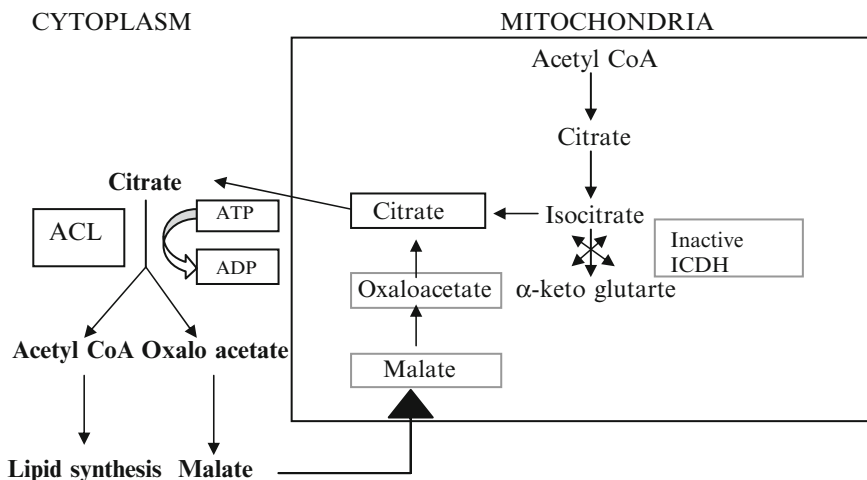 CYTOPLASM
MITOCHONDRIA
Acetyl CoA
Citrate
Citrate
ATP
Citrate
Isocitrate
ACL
Inactive
ICDH
ADP
Oxaloacetate
α-keto glutarte
Acetyl CoA Oxalo acetate
Malate
Lipid synthesis Malate